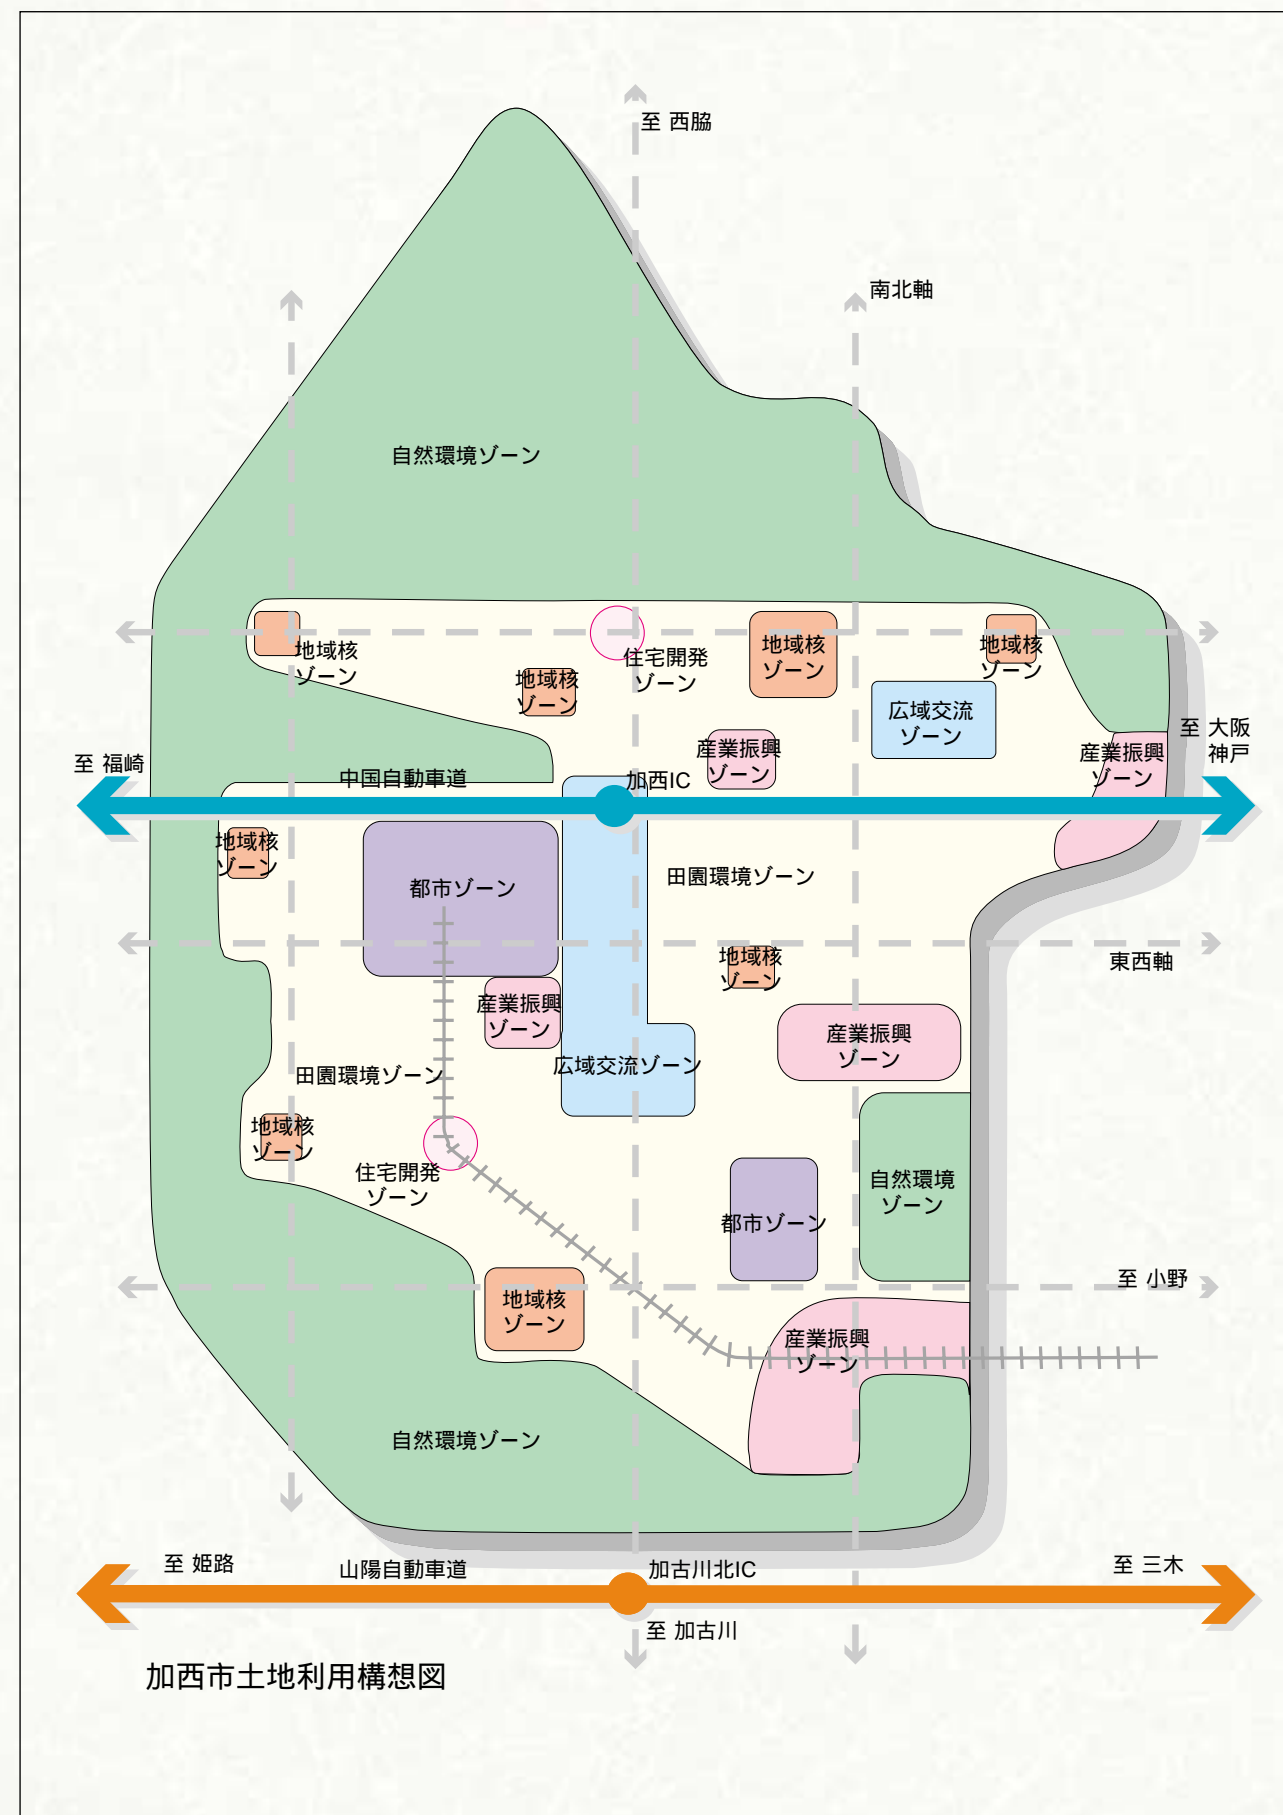 至 西脇
南北軸
自然環境ゾーン
地域核
ゾーン
地域核
ゾーン
住宅開発
ゾーン
地域核
ゾーン
地域核
ゾーン
広域交流
ゾーン
産業振興
ゾーン
産業振興
ゾーン
至 大阪
神戸
至 福崎
中国自動車道
加西IC
地域核
ゾーン
都市ゾーン
田園環境ゾーン
地域核
ゾーン
東西軸
産業振興
ゾーン
産業振興
ゾーン
広域交流ゾーン
田園環境ゾーン
地域核
ゾーン
住宅開発
ゾーン
自然環境
ゾーン
都市ゾーン
至 小野
地域核
ゾーン
産業振興
ゾーン
自然環境ゾーン
至 姫路
山陽自動車道
加古川北IC
至 三木
至 加古川
加西市土地利用構想図